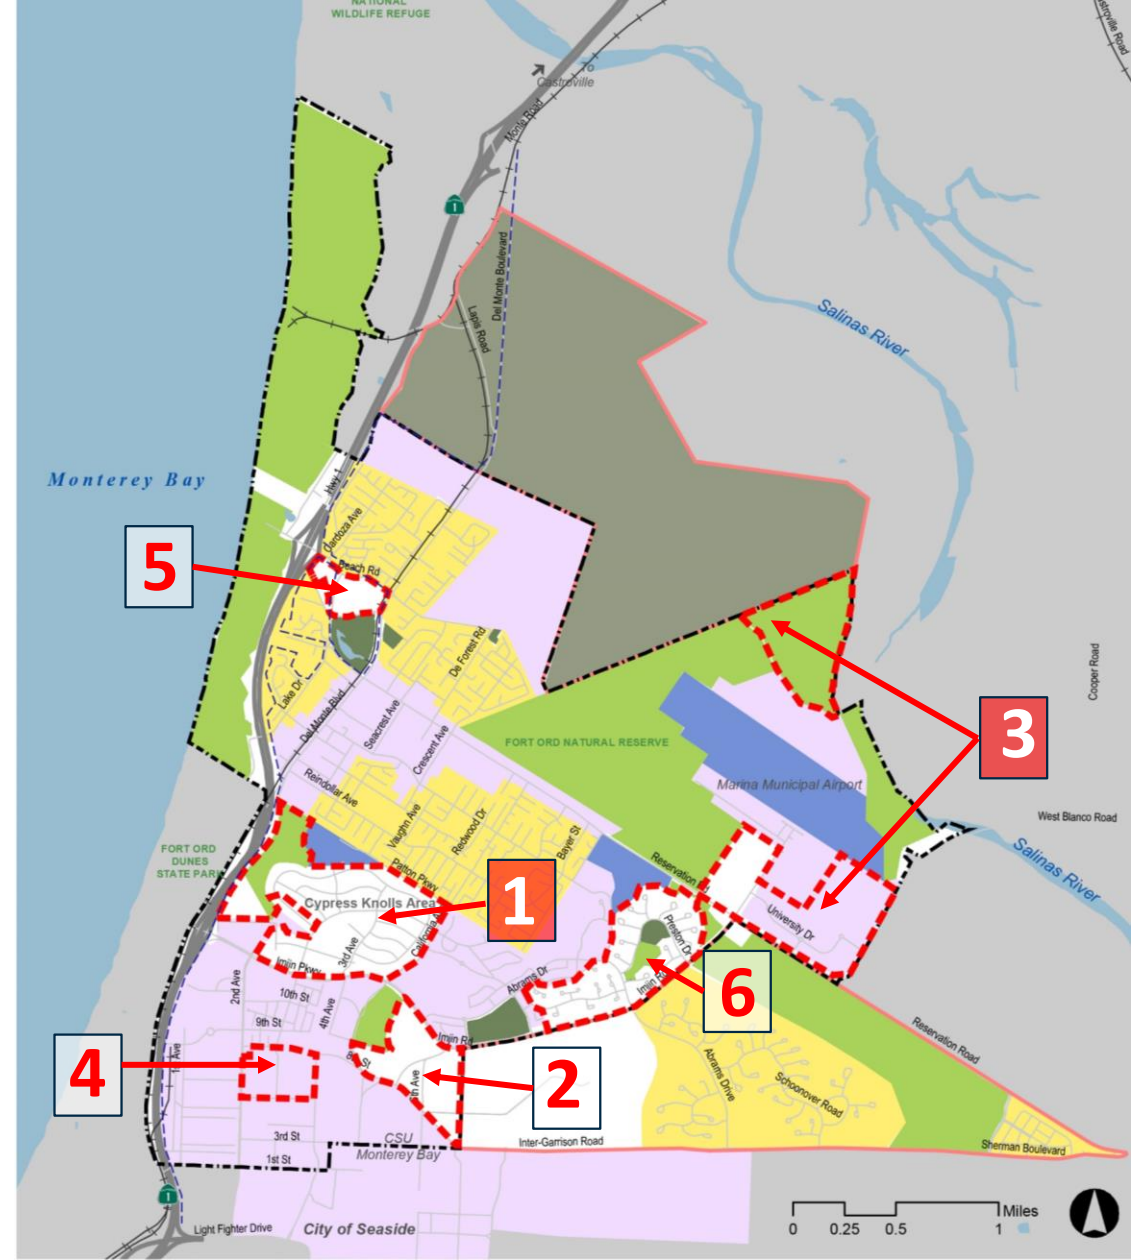 NATIONAL
WILDLIFE REFUGE
To
Castroville
Monte Road
1
Del Monte Boulevard
Lapis Road
Salinas River
Monterey Bay
Hwy 1
Cardoza Ave
Beach Rd
5
De Forest Rd
Lake Dr
Del Monte Blvd
Seacrest Ave
Crescent Ave
FORT ORD NATURAL RESERVE
Cooper Road
3
Marina Municipal Airport
Reindollar Ave
Vaughn Ave
Redwood Dr
Bayer St
West Blanco Road
Salinas River
FORT ORD
DUNES
STATE PARK
Patton Pkwy
Reservation
Cypress Knolls Area
1
California
3rd Ave
Imjin Pkwy
University Dr
Preston Dr
Abrams Dr
Imjin R
6
2nd Ave
10th St
9th St
4th Ave
8th St
Imjin Rd
Reservation Road
4
2
Abrams Drive
Schoonover Road
3rd St
1st St
CSU
Monterey Bay
Inter-Garrison Road
Sherman Boulevard
1
Light Fighter Drive
City of Seaside
Miles
0 0.25 0.5 1